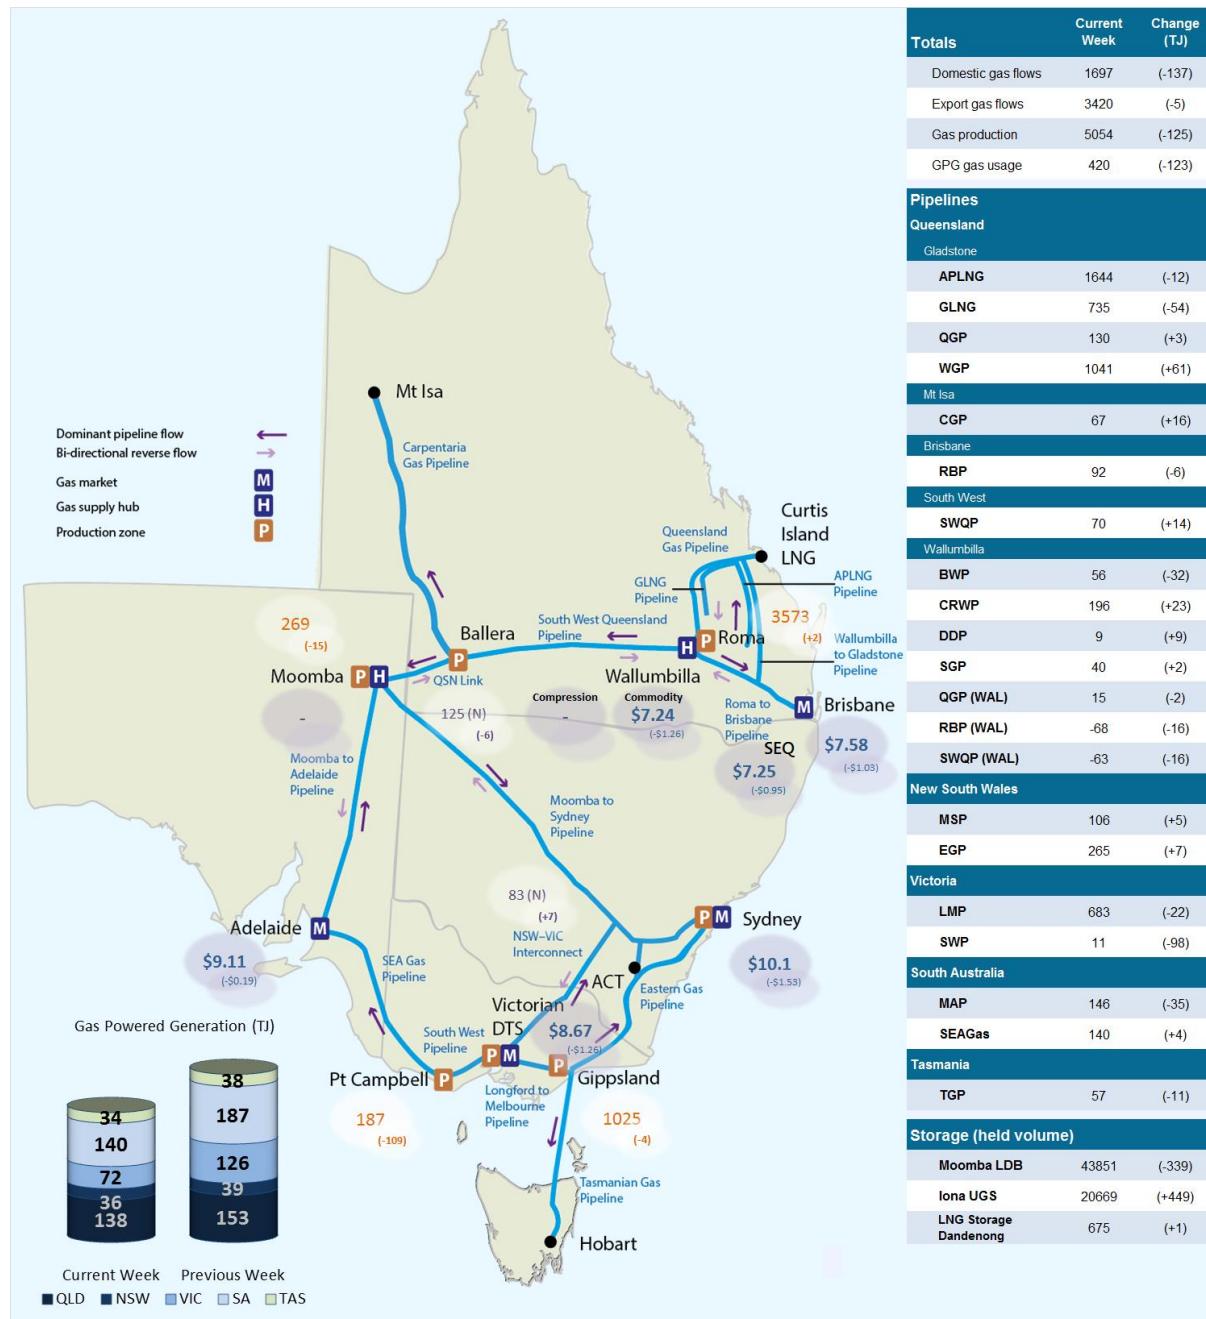 Totals Current Week Change (TJ)
Domestic gas flows 1697 (-137)
Export gas flows 3420 (-5)
Gas production 5054 (-125)
GPG gas usage 420 (-123)
Pipelines
Queensland
Gladstone
APLNG 1644 (-12)
GLNG 735 (-54)
QGP 130 (+3)
WGP 1041 (+61)
Mt Isa
CGP 67 (+16)
Brisbane
RBP 92 (-6)
South West
SWQP 70 (+14)
Wallumbilla
BWP 56 (-32)
CRWP 196 (+23)
DDP 9 (+9)
SGP 40 (+2)
QGP (WAL) 15 (-2)
RBP (WAL) -68 (-16)
SWQP (WAL) -63 (-16)
New South Wales
MSP 106 (+5)
EGP 265 (+7)
Victoria
LMP 683 (-22)
SWP 11 (-98)
South Australia
MAP 146 (-35)
SEAGas 140 (+4)
Tasmania
TGP 57 (-11)
Storage (held volume)
Moomba LDB 43851 (-339)
Iona UGS 20669 (+449)
LNG Storage
Dandenong 675 (+1)
Mt Isa
Carpentaria
Gas Pipeline
Dominant pipeline flow
Bi-directional reverse flow
Gas market M
Gas supply hub H
Production zone P
Curtis
Island
LNG
Queensland
Gas Pipeline
GLNG
Pipeline
APLNG
Pipeline
3573
(+2)
Wallumbilla
to Gladstone
Pipeline
South West Queensland
Pipeline
H P Roma
Wallumbilla
Ballera
P
QSN Link
269
(-15)
Moomba P H
-
125 (N)
(-6)
Compression
-
Commodity
$7.24
(-$1.26)
Roma to
Brisbane
Pipeline
M Brisbane
$7.58
(-$1.03)
SEQ
$7.25
(-$0.95)
Moomba to
Adelaide
Pipeline
Moomba to
Sydney
Pipeline
83 (N)
(+7)
NSW–VIC
Interconnect
P M Sydney
$10.1
(-$1.53)
Adelaide M
$9.11
(-$0.19)
SEA Gas
Pipeline
ACT
Eastern Gas
Pipeline
Victorian
DTS
$8.67
(-$1.26)
South West
Pipeline
P M
P
Gippsland
1025
(-4)
Pt Campbell P
187
(-109)
Longford to
Melbourne
Pipeline
Tasmanian Gas
Pipeline
Hobart
Gas Powered Generation (TJ)
34
140
72
36
138
38
187
126
39
153
Current Week Previous Week
QLD NSW VIC SA TAS